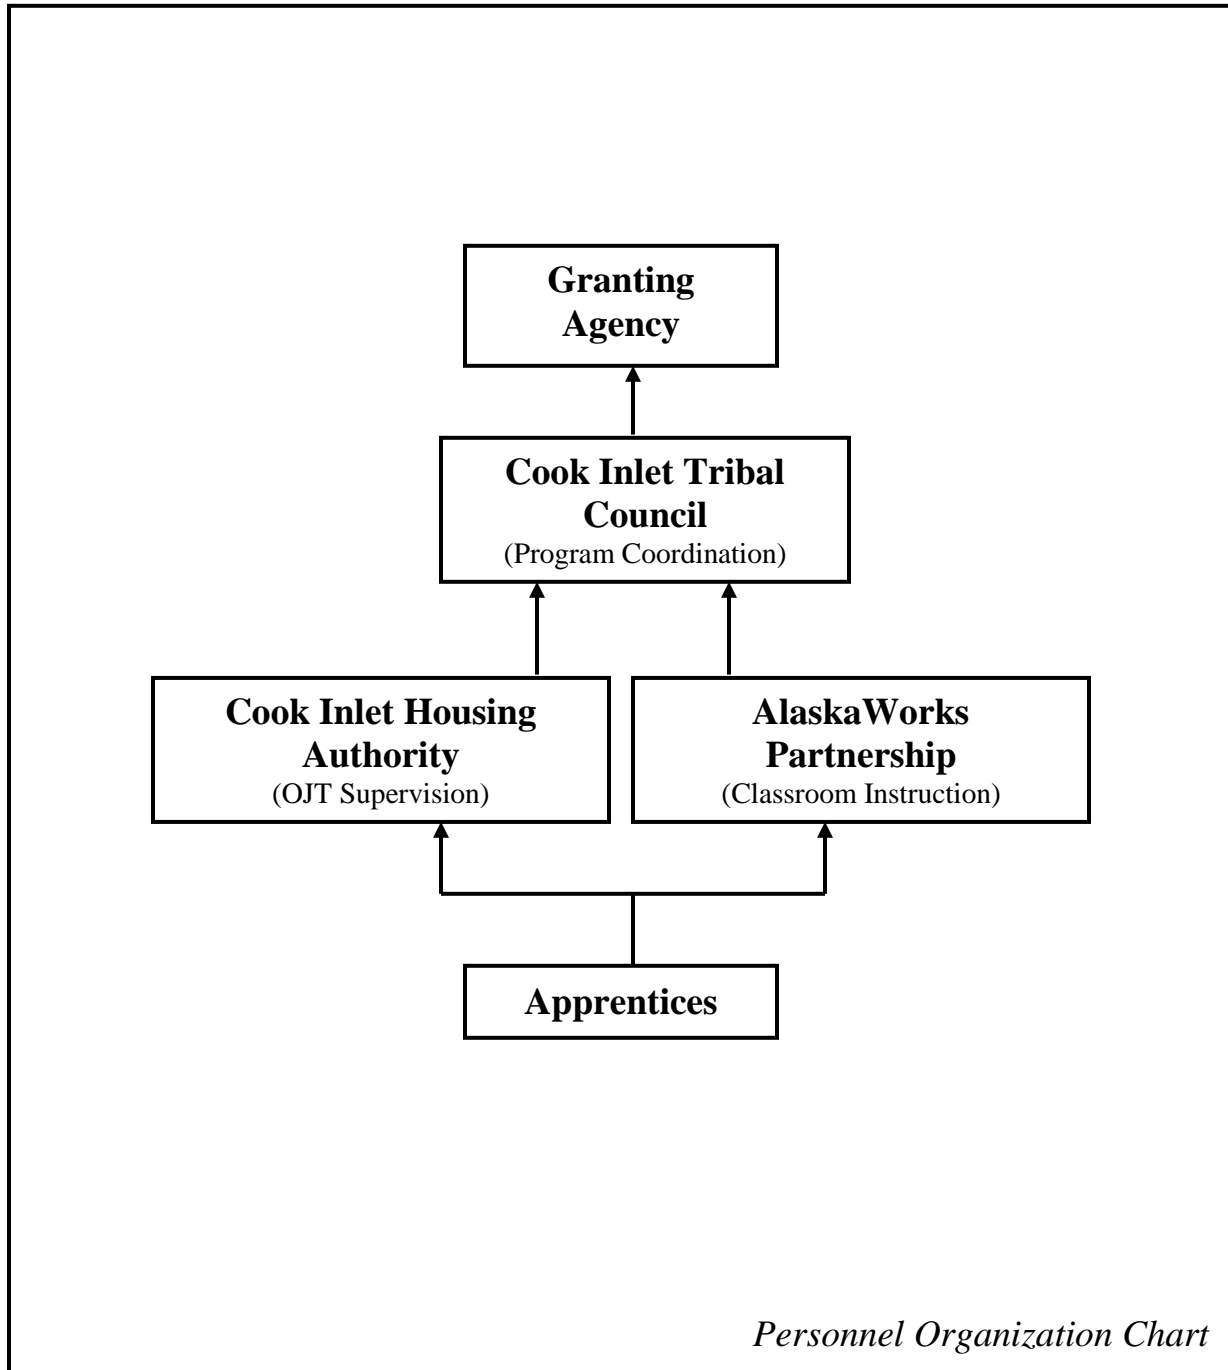 Granting
Agency
Cook Inlet Tribal
Council
(Program Coordination)
Cook Inlet Housing
Authority
(OJT Supervision)
AlaskaWorks
Partnership
(Classroom Instruction)
Apprentices
Personnel Organization Chart